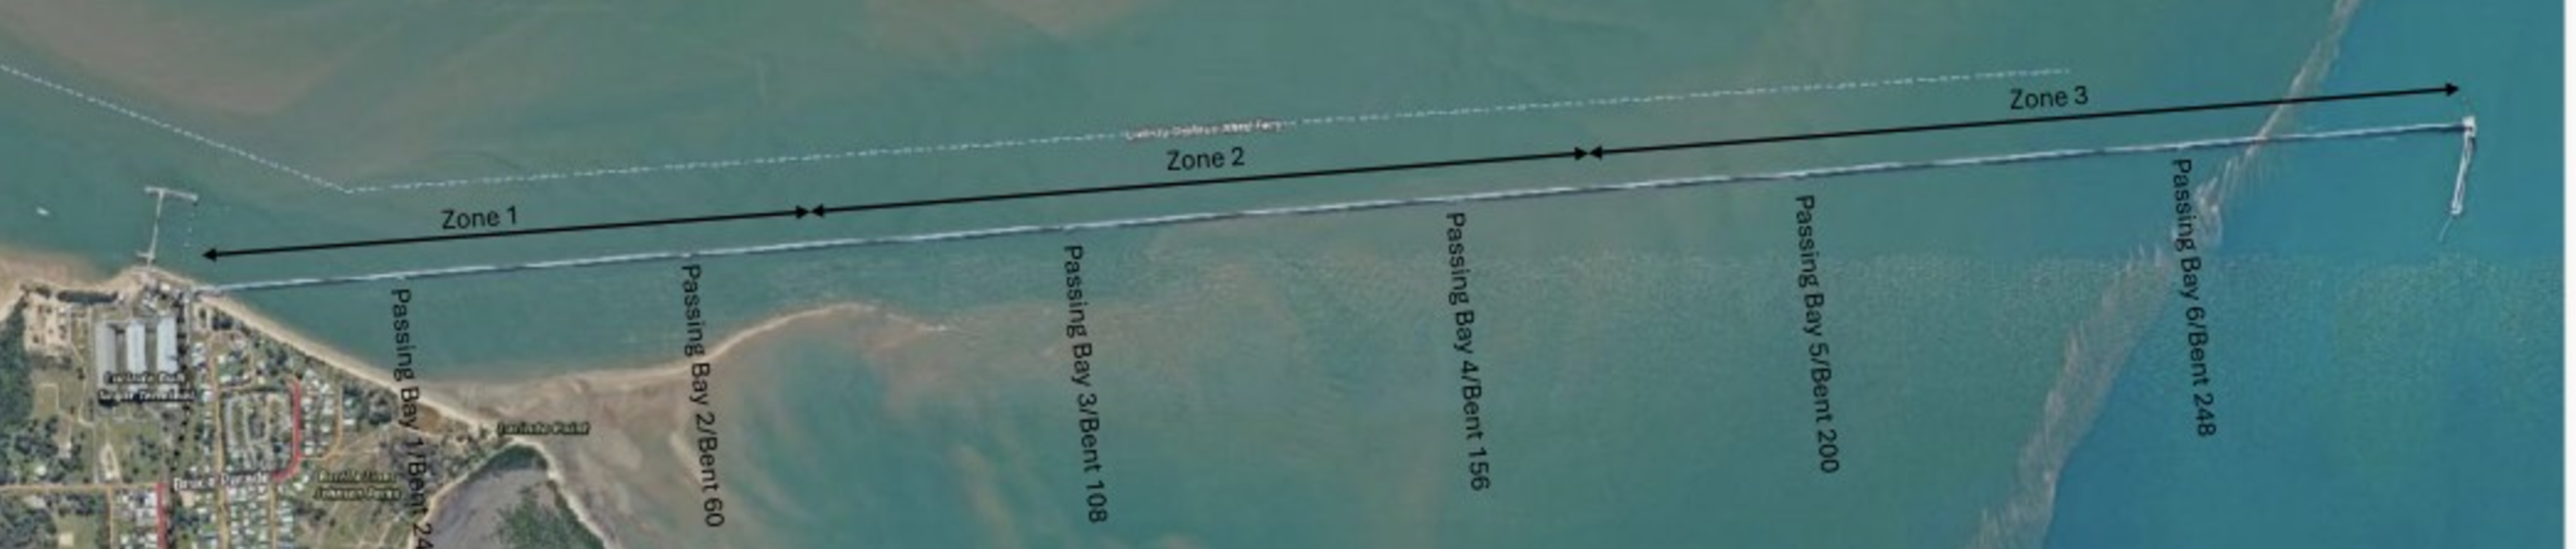 Zone 3
Zone 2
Zone 1
Passing Bay 1/Bent 24
Passing Bay 2/Bent 60
Passing Bay 3/Bent 108
Passing Bay 4/Bent 156
Passing Bay 5/Bent 200
Passing Bay 6/Bent 248
Lucinda Point
Bruce Parade